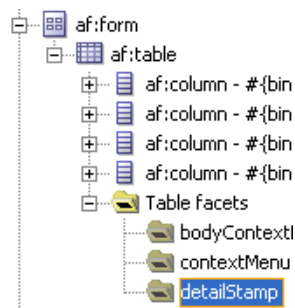 af:form
af:table
af:column - #{bin
af:column - #{bin
af:column - #{bin
af:column - #{bin
Table facets
bodyContext
contextMenu
detailStamp